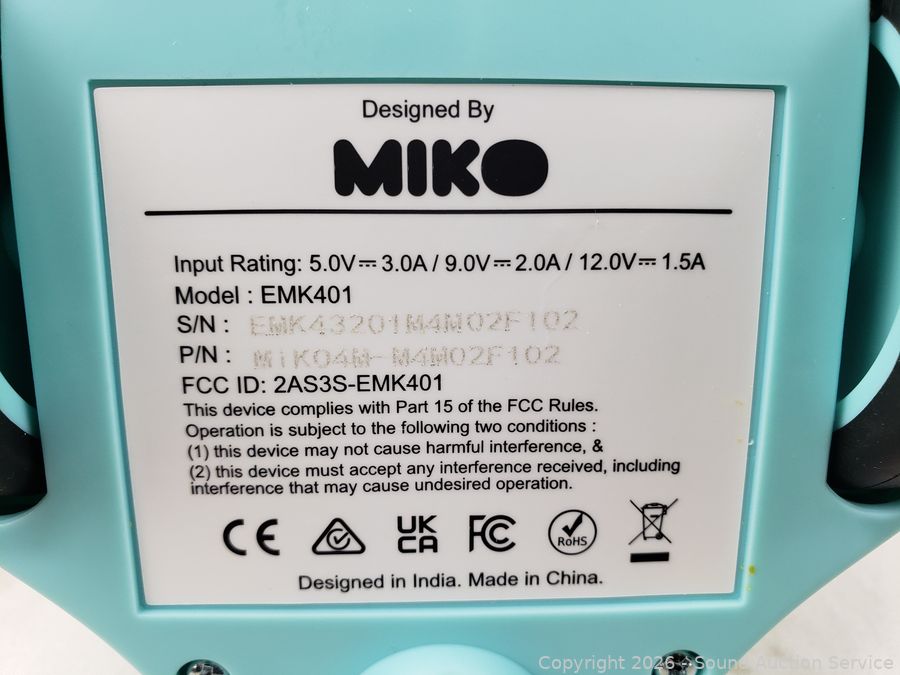 Designed By
MIKO
Input Rating: 5.0V⎓3.0A / 9.0V⎓2.0A / 12.0V⎓1.5A
Model : EMK401
S/N : EMK43201M4M02F102
P/N : MiKO4M-M4M02F102
FCC ID: 2AS3S-EMK401
This device complies with Part 15 of the FCC Rules.
Operation is subject to the following two conditions :
(1) this device may not cause harmful interference, &
(2) this device must accept any interference received, including
interference that may cause undesired operation.
CE UK CA FC RoHS
Designed in India. Made in China.
Copyright 2026 - Sound Auction Service